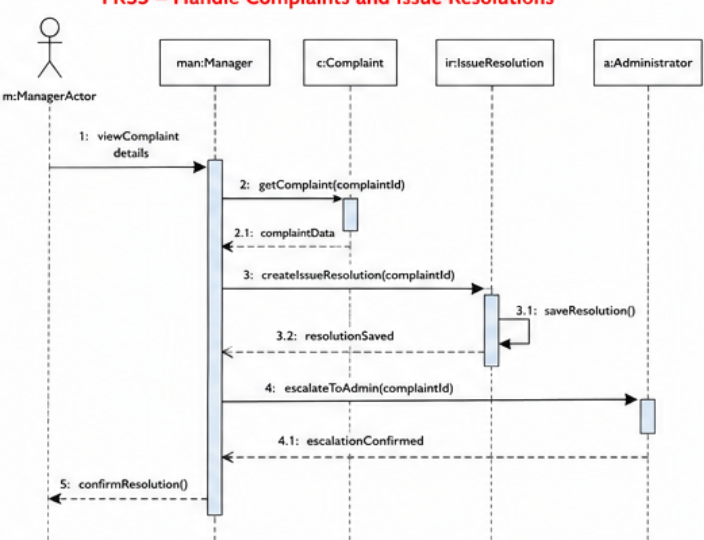 – Handle Complaints and Issue Resolutions
man:Manager
c:Complaint
ir:IssueResolution
a:Administrator
m:ManagerActor
1: viewComplaint
details
2: getComplaint(complaintId)
2.1: complaintData
3: createIssueResolution(complaintId)
3.1: saveResolution()
3.2: resolutionSaved
4: escalateToAdmin(complaintId)
4.1: escalationConfirmed
5: confirmResolution()